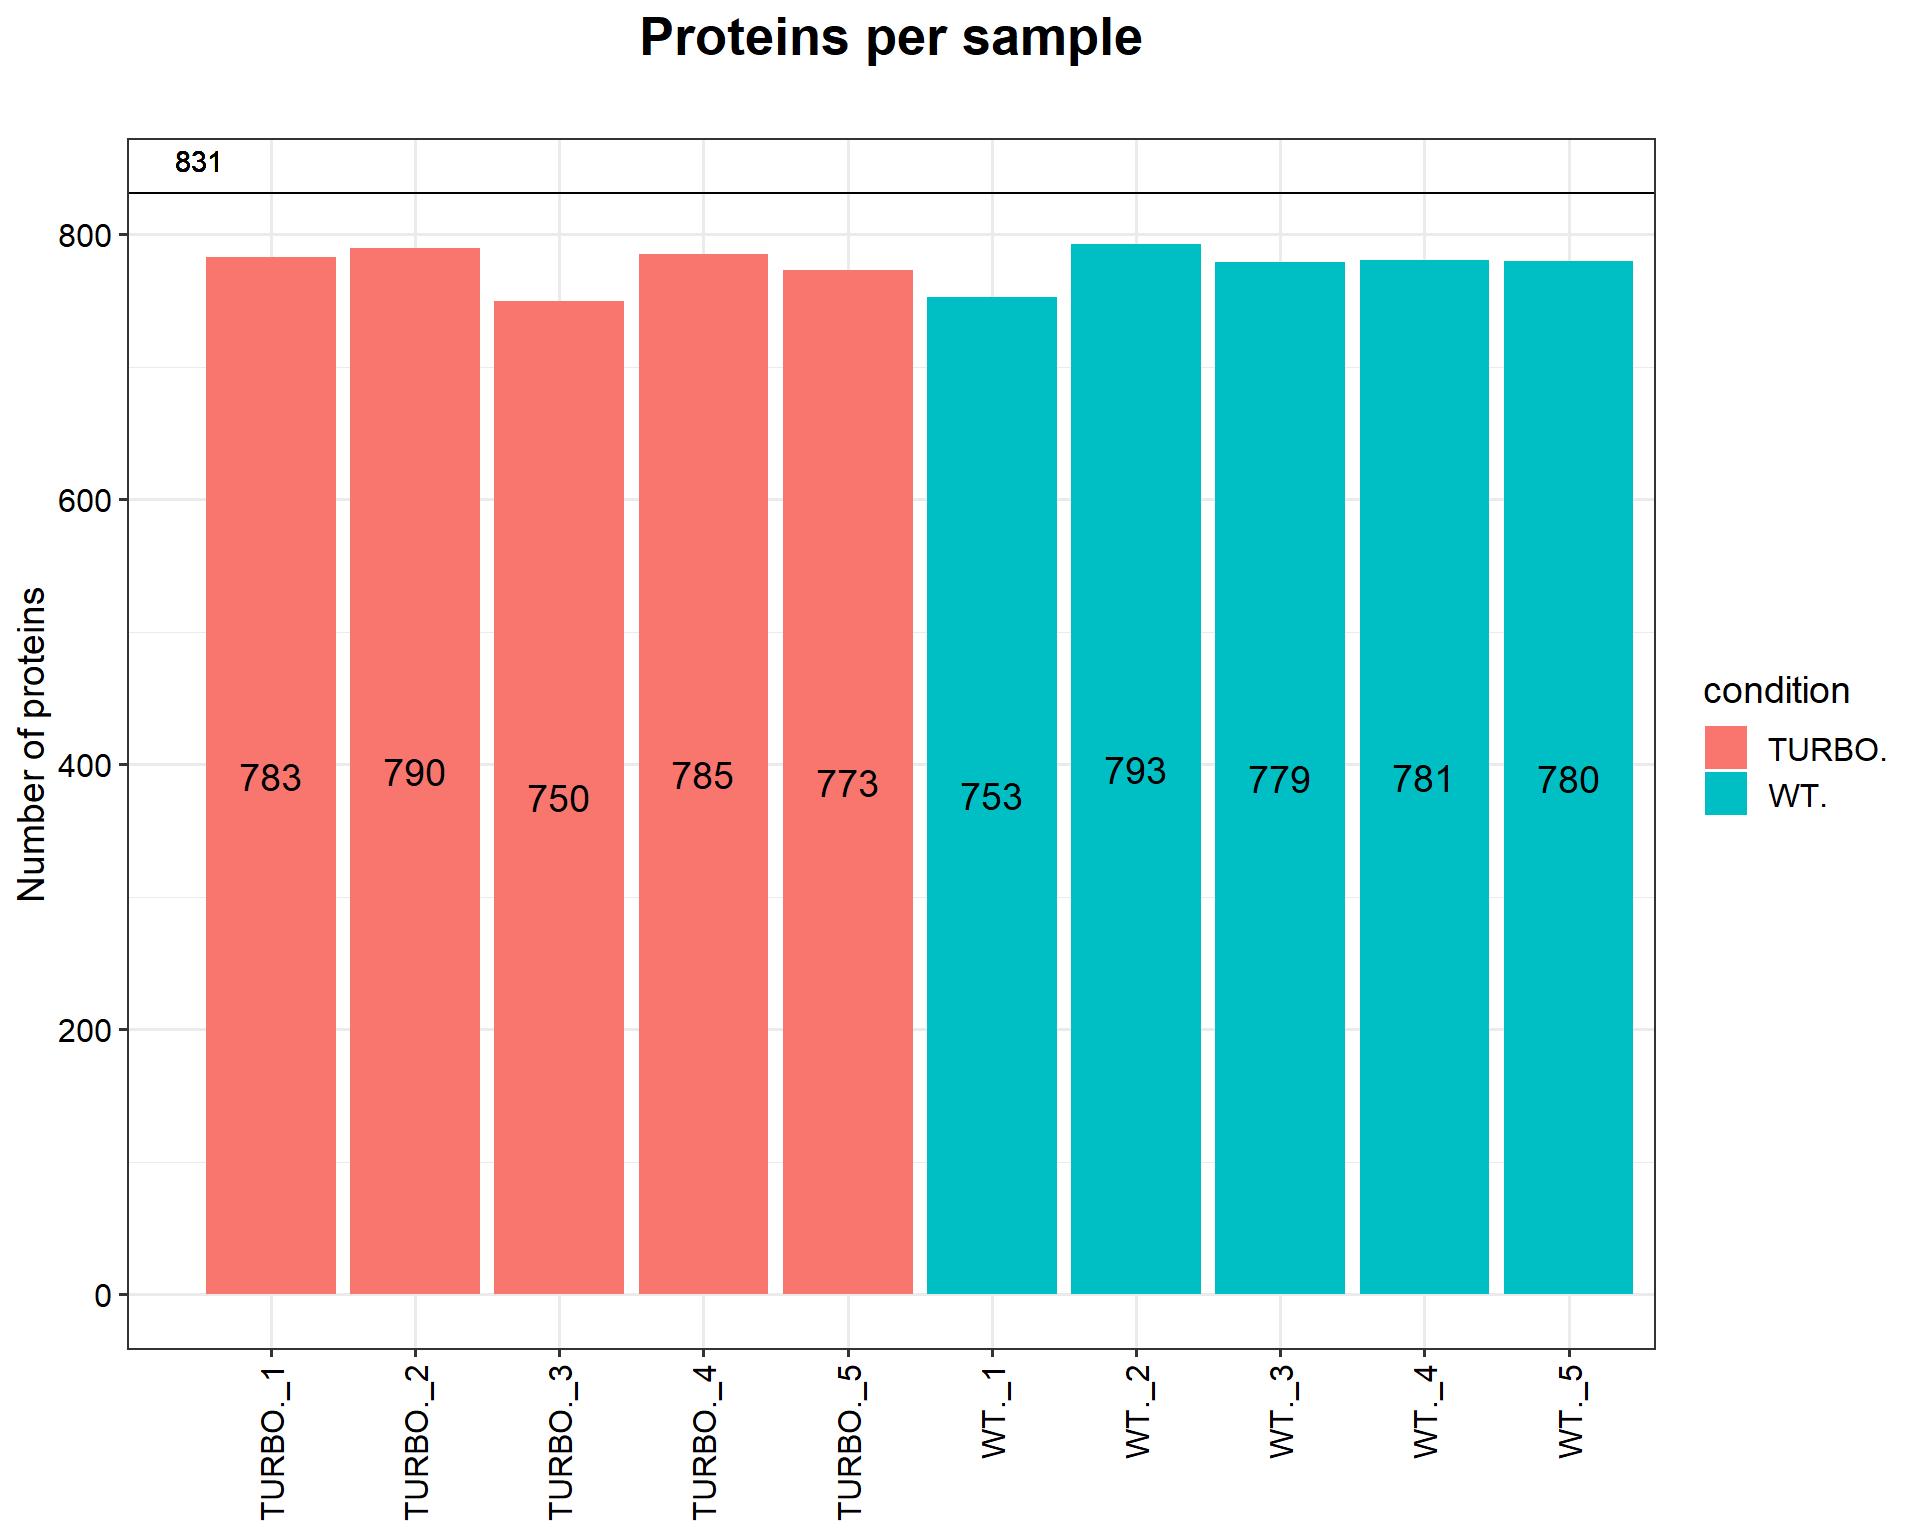 Proteins per sample
831
800
600
400
200
0
Number of proteins
783
790
750
785
773
753
793
779
781
780
TURBO._1
TURBO._2
TURBO._3
TURBO._4
TURBO._5
WT._1
WT._2
WT._3
WT._4
WT._5
condition
TURBO.
WT.